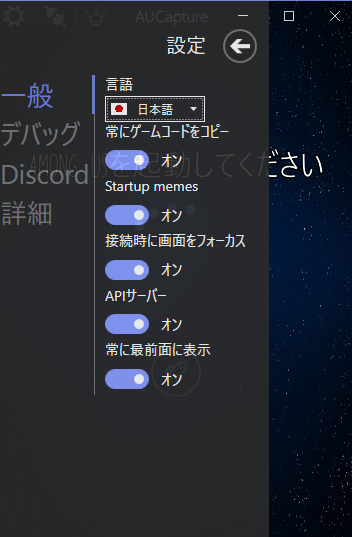 AUCapture
設定
言語
一般
日本語
常にゲームコードをコピー
デバッグ
オン
AMONG USを起動してください
Discord
Startup memes
詳細
オン
接続時に画面をフォーカス
オン
APIサーバー
オン
常に最前面に表示
オン